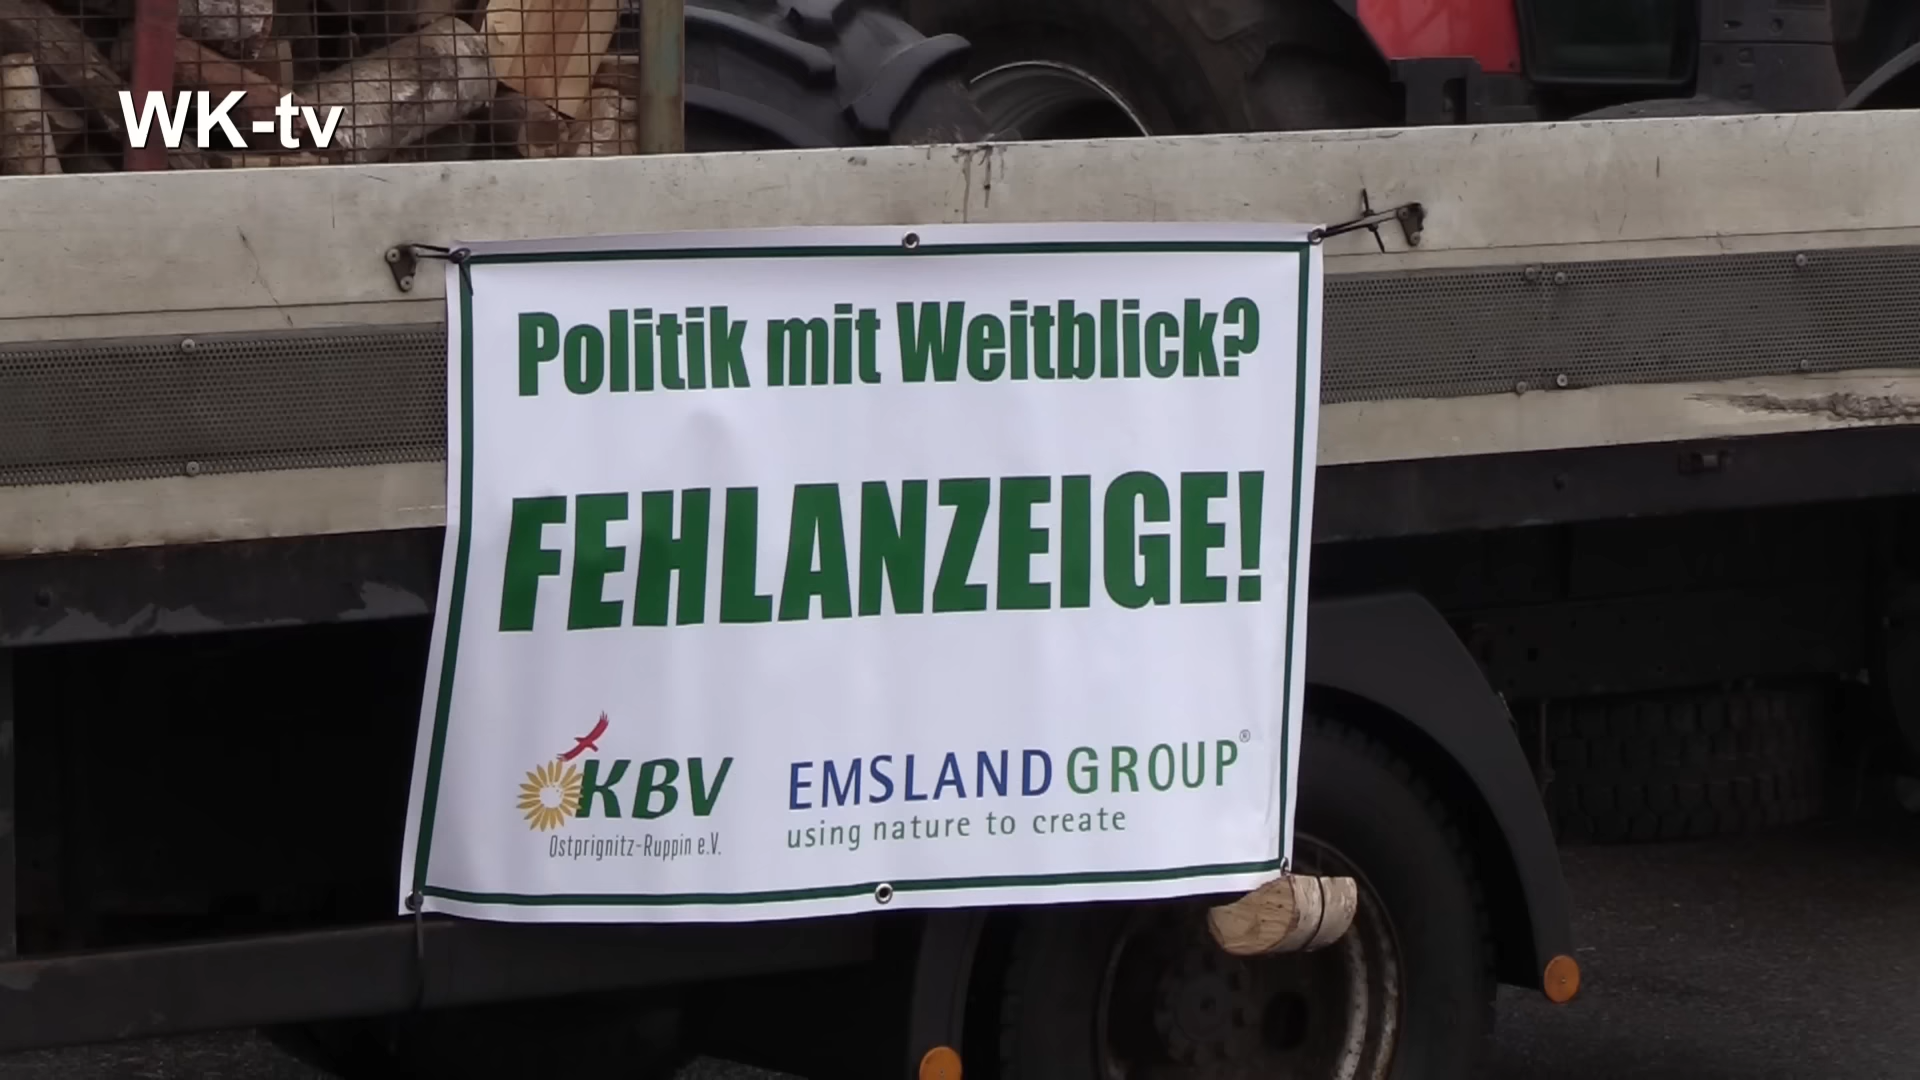 WK-tv
Politik mit Weitblick?
FEHLANZEIGE!
KBV
Ostprignitz-Ruppin e.V.
EMSLAND GROUP®
using nature to create